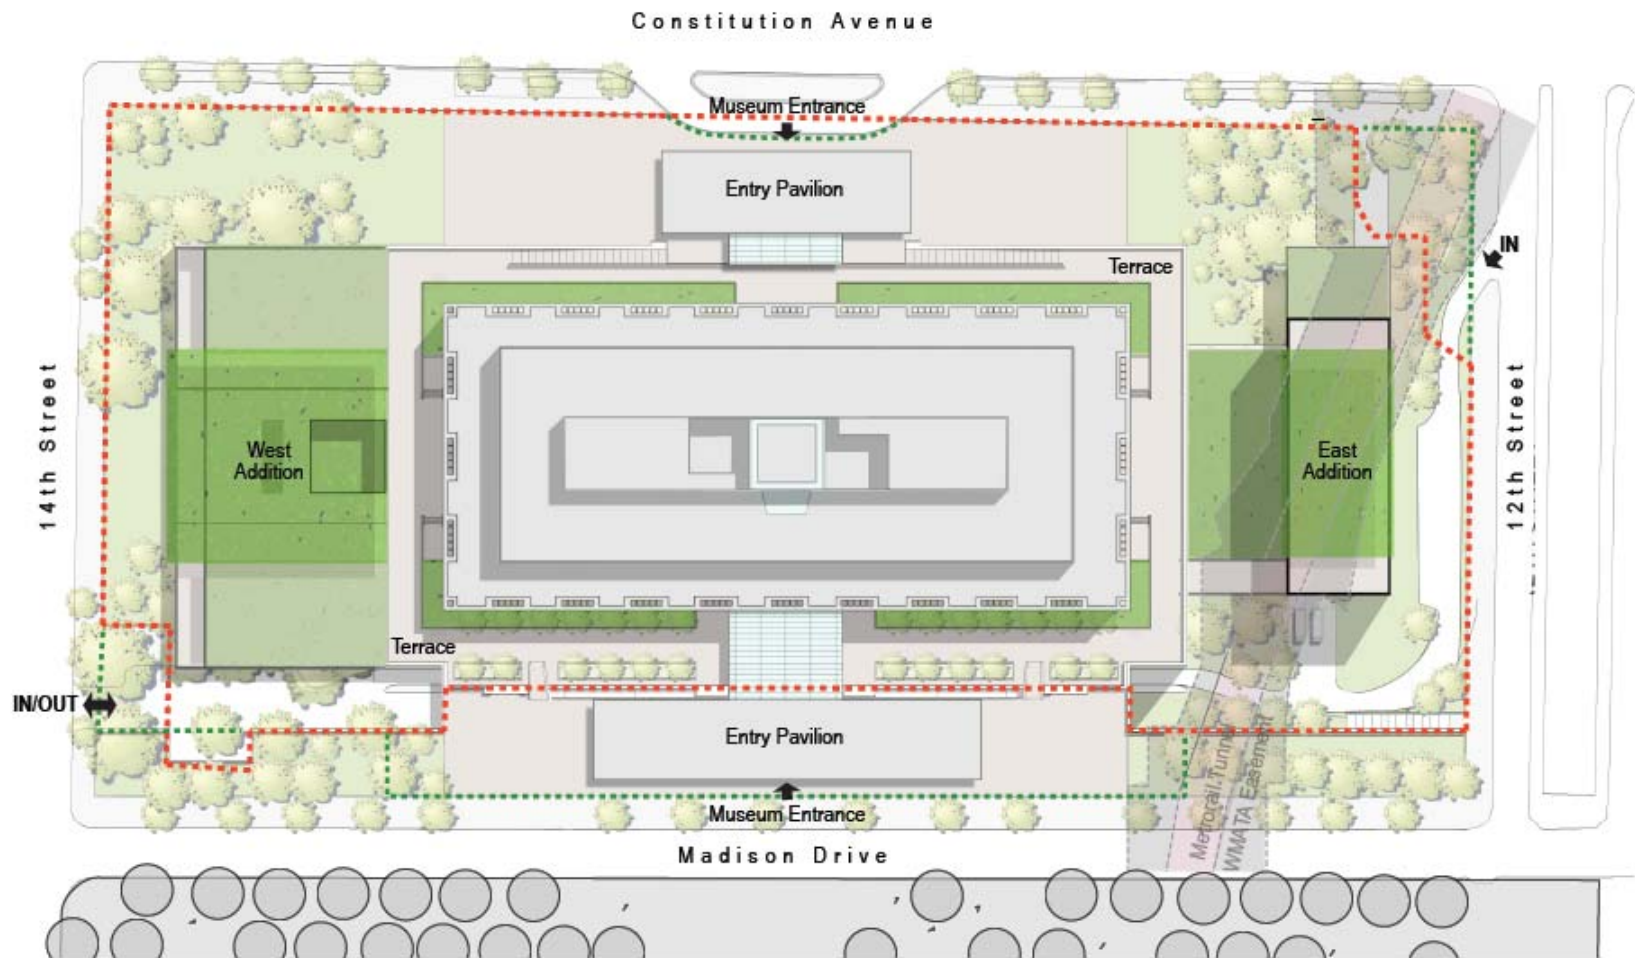 Constitution Avenue
Museum Entrance
Entry Pavilion
IN
Terrace
14th Street
West
Addition
East
Addition
12th Street
Terrace
IN/OUT
Entry Pavilion
Museum Entrance
Metrorail Tunnel
WMATA Easement
Madison Drive